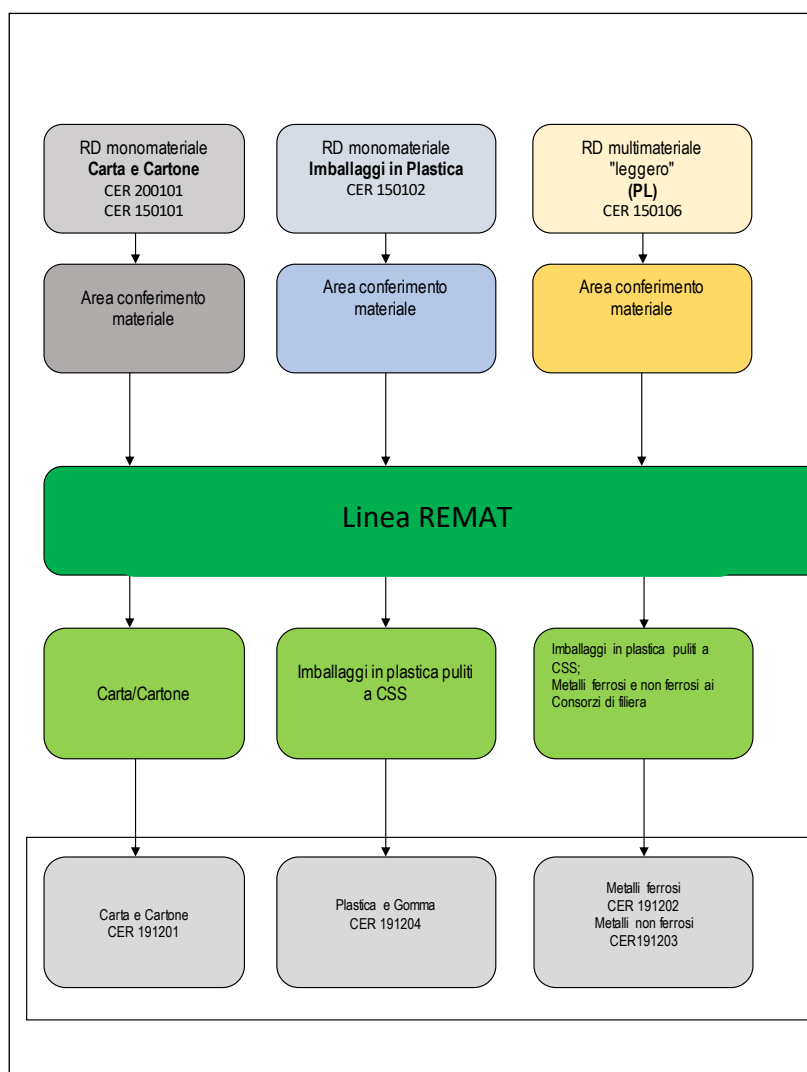 RD monomateriale
Carta e Cartone
CER 200101
CER 150101
RD monomateriale
Imballaggi in Plastica
CER 150102
RD multimateriale
"leggero"
(PL)
CER 150106
Area conferimento
materiale
Area conferimento
materiale
Area conferimento
materiale
Linea REMAT
Carta/Cartone
Imballaggi in plastica puliti
a CSS
Imballaggi in plastica puliti a
CSS;
Metalli ferrosi e non ferrosi ai
Consorzi di filiera
Carta e Cartone
CER 191201
Plastica e Gomma
CER 191204
Metalli ferrosi
CER 191202
Metalli non ferrosi
CER191203